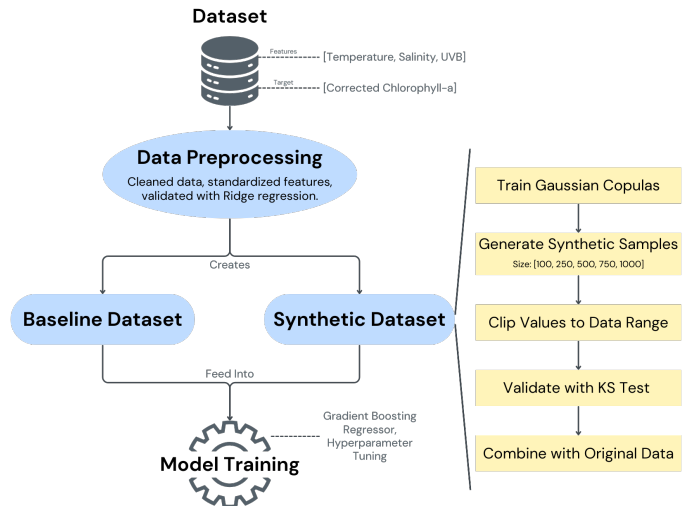 Dataset
Features
[Temperature, Salinity, UVB]
Target
[Corrected Chlorophyll-a]
Data Preprocessing
Cleaned data, standardized features,
validated with Ridge regression.
Creates
Baseline Dataset
Synthetic Dataset
Feed Into
Model Training
Gradient Boosting
Regressor,
Hyperparameter
Tuning
Train Gaussian Copulas
Generate Synthetic Samples
Size: [100, 250, 500, 750, 1000]
Clip Values to Data Range
Validate with KS Test
Combine with Original Data